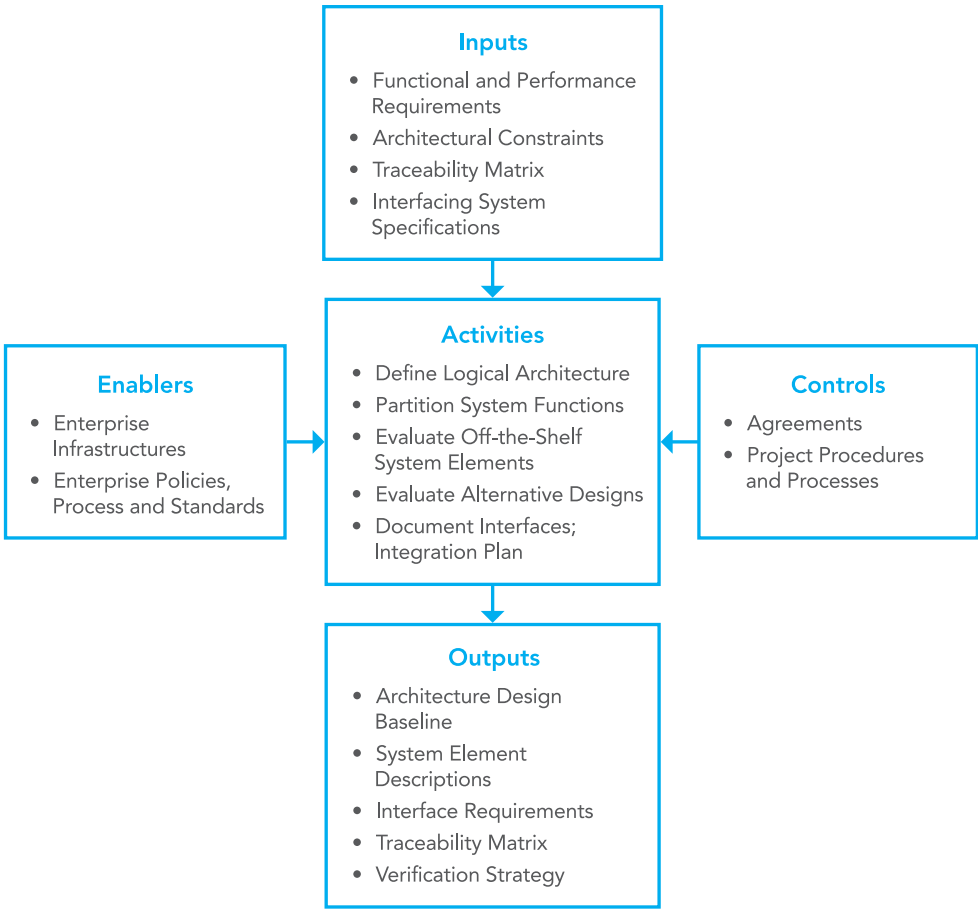 Inputs
• Functional and Performance
Requirements
• Architectural Constraints
• Traceability Matrix
• Interfacing System
Specifications
Activities
• Define Logical Architecture
• Partition System Functions
• Evaluate Off-the-Shelf
System Elements
• Evaluate Alternative Designs
• Document Interfaces;
Integration Plan
Enablers
• Enterprise
Infrastructures
• Enterprise Policies,
Process and Standards
Controls
• Agreements
• Project Procedures
and Processes
Outputs
• Architecture Design
Baseline
• System Element
Descriptions
• Interface Requirements
• Traceability Matrix
• Verification Strategy